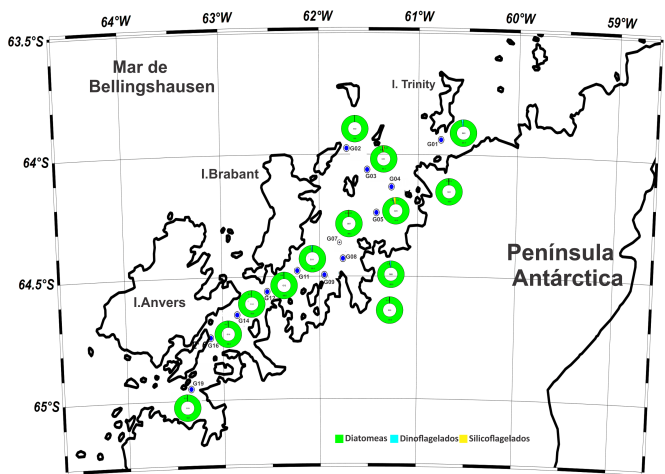 63.5°S
63°W
62°W
61°W
60°W
59°W
Mar de
Bellingshausen
I. Trinity
G01
G02
64°S
G03
I.Brabant
G04
G05
G07
Península
Antárctica
G08
G11
G09
64.5°S
G12
I.Anvers
G14
G16
G19
65°S
Diatomeas
Dinoflagelados
Silicoflagelados